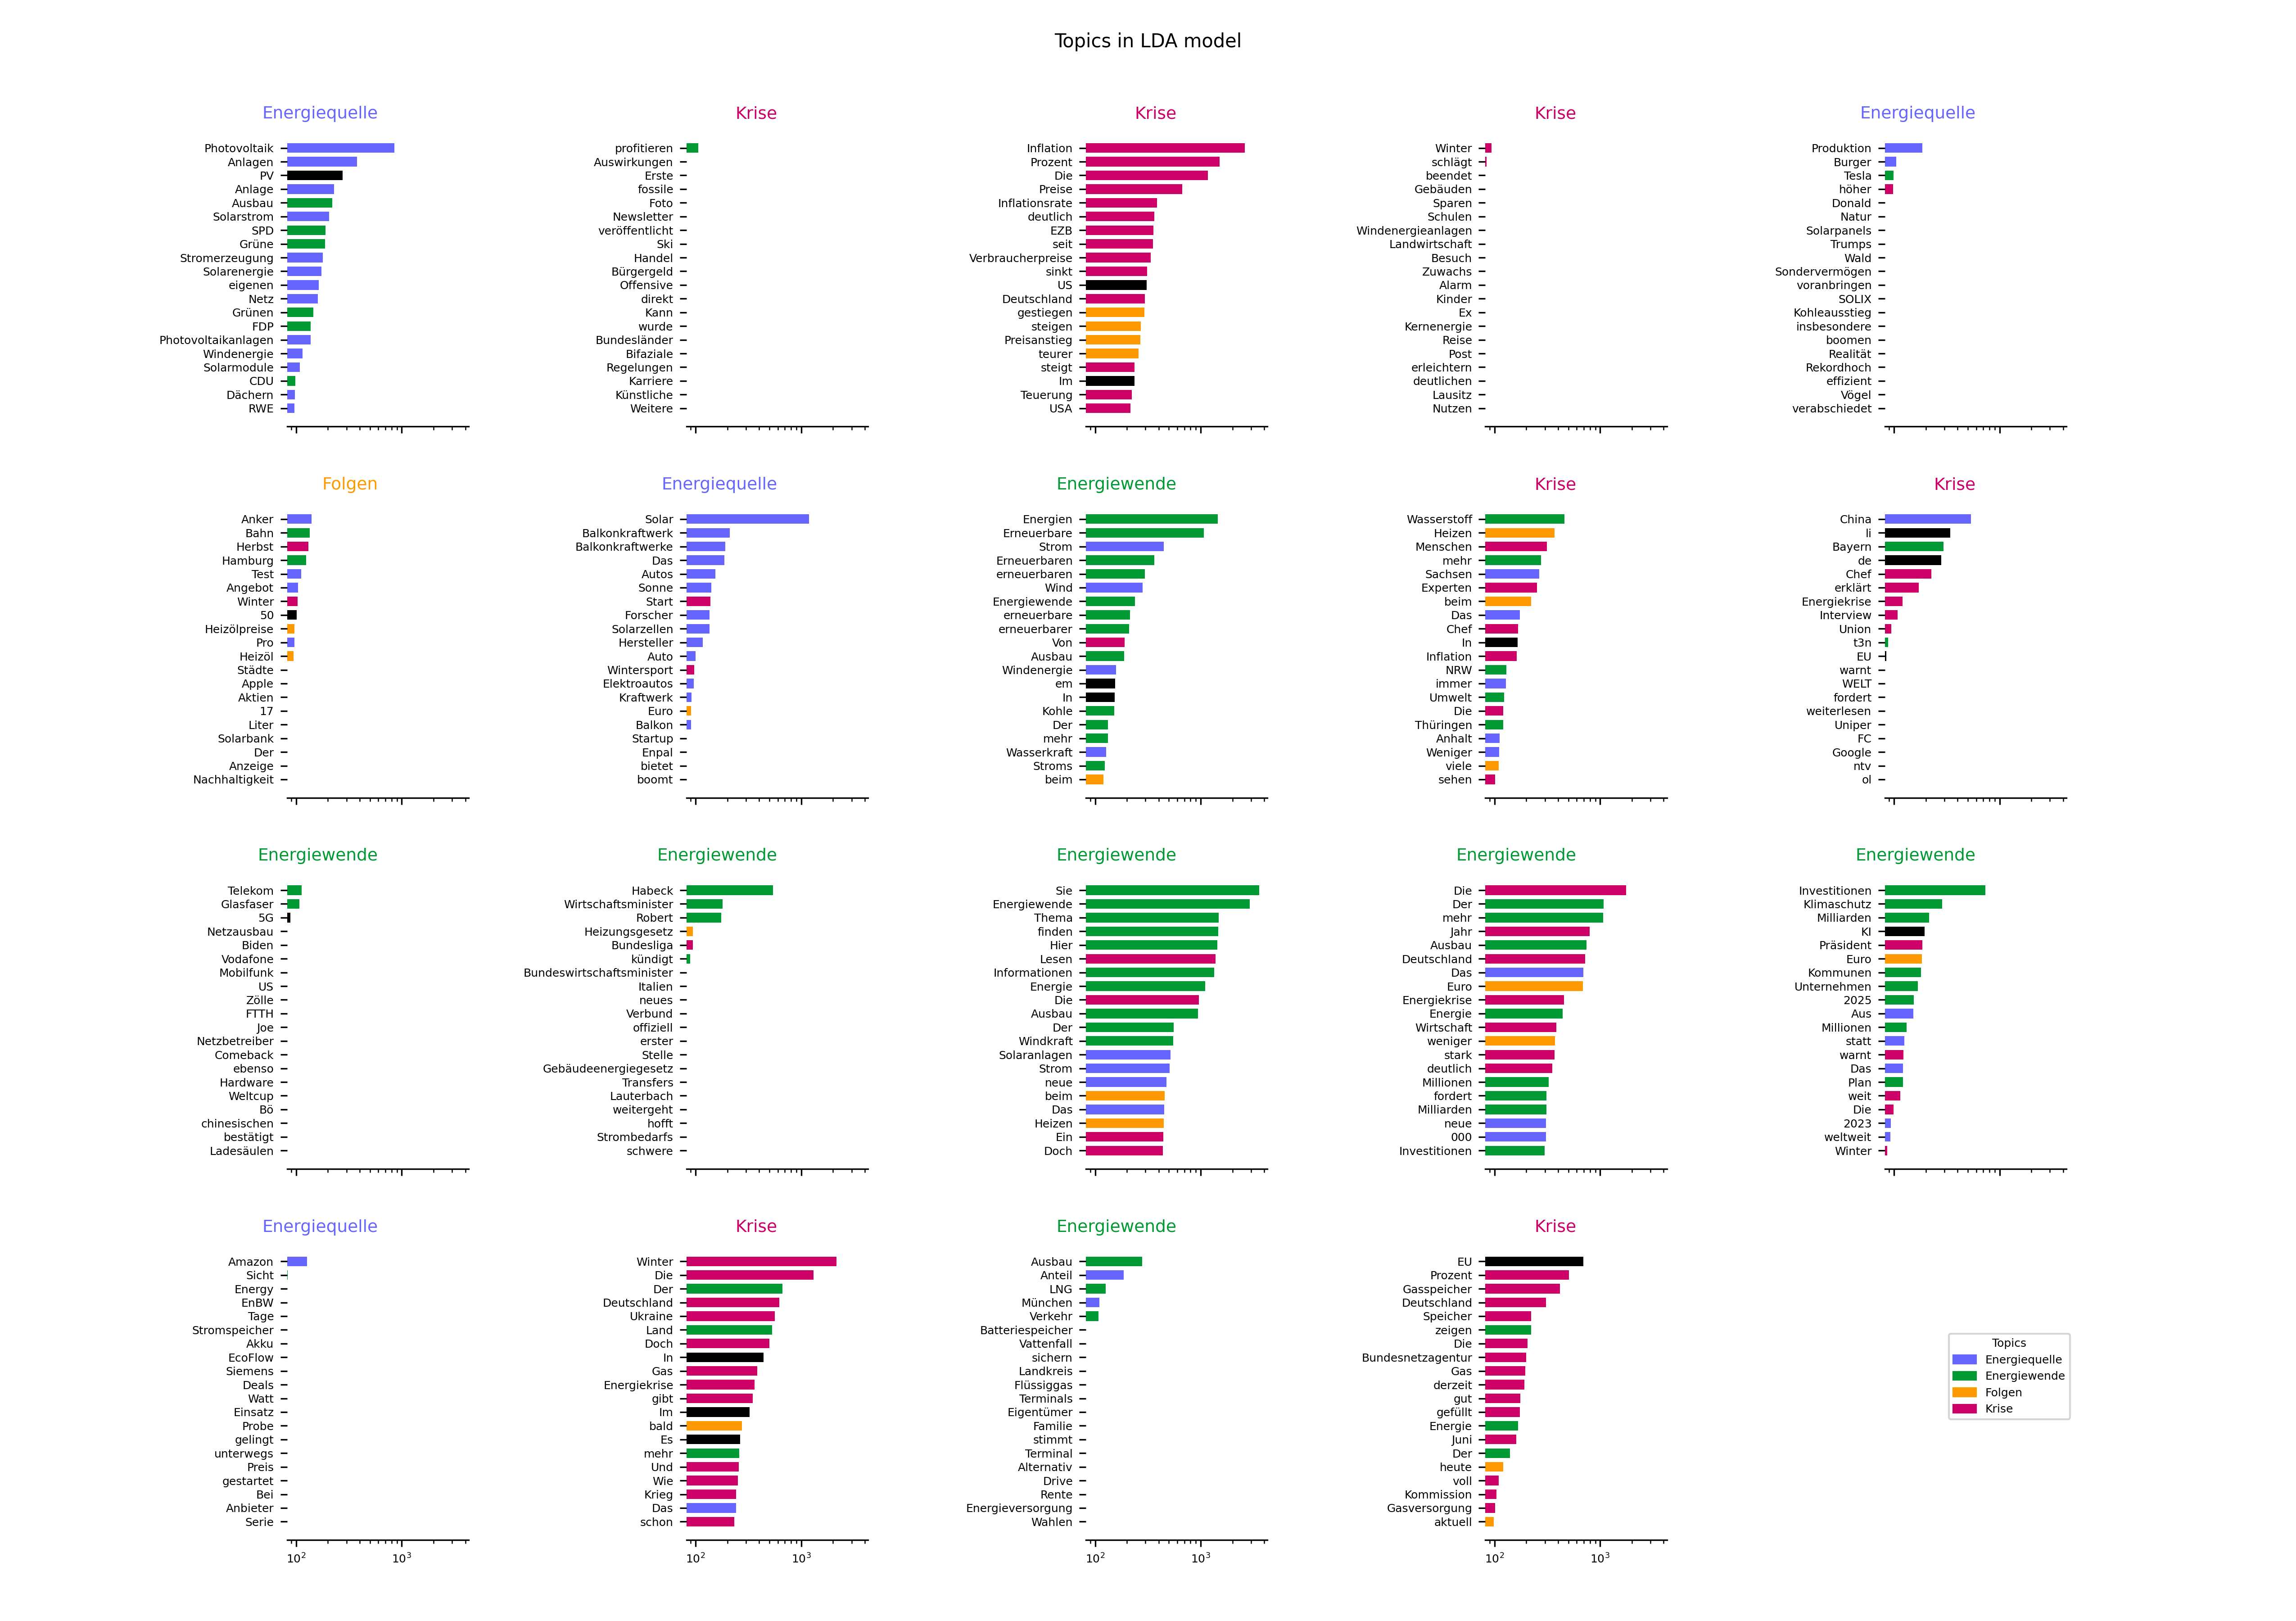 Topics in LDA model
Energiequelle
Photovoltaik
Anlagen
PV
Anlage
Ausbau
Solarstrom
SPD
Grüne
Stromerzeugung
Solarenergie
eigenen
Netz
Grünen
FDP
Photovoltaikanlagen
Windenergie
Solarmodule
CDU
Dächern
RWE
Krise
profitieren
Auswirkungen
Erste
fossile
Foto
Newsletter
veröffentlicht
Ski
Handel
Bürgergeld
Offensive
direkt
Kann
wurde
Bundesländer
Bifaziale
Regelungen
Karriere
Künstliche
Weitere
Krise
Inflation
Prozent
Die
Preise
Inflationsrate
deutlich
EZB
seit
Verbraucherpreise
sinkt
US
Deutschland
gestiegen
steigen
Preisanstieg
teurer
steigt
Im
Teuerung
USA
Krise
Winter
schlägt
beendet
Gebäuden
Sparen
Schulen
Windenergieanlagen
Landwirtschaft
Besuch
Zuwachs
Alarm
Kinder
Ex
Kernenergie
Reise
Post
erleichtern
deutlichen
Lausitz
Nutzen
Energiequelle
Produktion
Burger
Tesla
höher
Donald
Natur
Solarpanels
Trumps
Wald
Sondervermögen
voranbringen
SOLIX
Kohleausstieg
insbesondere
boomen
Realität
Rekordhoch
effizient
Vögel
verabschiedet
Folgen
Anker
Bahn
Herbst
Hamburg
Test
Angebot
Winter
50
Heizölpreise
Pro
Heizöl
Städte
Apple
Aktien
17
Liter
Solarbank
Der
Anzeige
Nachhaltigkeit
Energiequelle
Solar
Balkonkraftwerk
Balkonkraftwerke
Das
Autos
Sonne
Start
Forscher
Solarzellen
Hersteller
Auto
Wintersport
Elektroautos
Kraftwerk
Euro
Balkon
Startup
Enpal
bietet
boomt
Energiewende
Energien
Erneuerbare
Strom
Erneuerbaren
erneuerbaren
Wind
Energiewende
erneuerbare
erneuerbarer
Von
Ausbau
Windenergie
em
In
Kohle
Der
mehr
Wasserkraft
Stroms
beim
Krise
Wasserstoff
Heizen
Menschen
mehr
Sachsen
Experten
beim
Das
Chef
In
Inflation
NRW
immer
Umwelt
Die
Thüringen
Anhalt
Weniger
viele
sehen
Krise
China
li
Bayern
de
Chef
erklärt
Energiekrise
Interview
Union
t3n
EU
warnt
WELT
fordert
weiterlesen
Uniper
FC
Google
ntv
ol
Energiewende
Telekom
Glasfaser
5G
Netzausbau
Biden
Vodafone
Mobilfunk
US
Zölle
FTTH
Joe
Netzbetreiber
Comeback
ebenso
Hardware
Weltcup
Bö
chinesischen
bestätigt
Ladesäulen
Energiewende
Habeck
Wirtschaftsminister
Robert
Heizungsgesetz
Bundesliga
kündigt
Bundeswirtschaftsminister
Italien
neues
Verbund
offiziell
erster
Stelle
Gebäudeenergiegesetz
Transfers
Lauterbach
weitergeht
hofft
Strombedarfs
schwere
Energiewende
Sie
Energiewende
Thema
finden
Hier
Lesen
Informationen
Energie
Die
Ausbau
Der
Windkraft
Solaranlagen
Strom
neue
beim
Das
Heizen
Ein
Doch
Energiewende
Die
Der
mehr
Jahr
Ausbau
Deutschland
Das
Euro
Energiekrise
Energie
Wirtschaft
weniger
stark
deutlich
Millionen
fordert
Milliarden
neue
000
Investitionen
Energiewende
Investitionen
Klimaschutz
Milliarden
KI
Präsident
Euro
Kommunen
Unternehmen
2025
Aus
Millionen
statt
warnt
Das
Plan
weit
Die
2023
weltweit
Winter
Energiequelle
Amazon
Sicht
Energy
EnBW
Tage
Stromspeicher
Akku
EcoFlow
Siemens
Deals
Watt
Einsatz
Probe
gelingt
unterwegs
Preis
gestartet
Bei
Anbieter
Serie
10² 10³
Krise
Winter
Die
Der
Deutschland
Ukraine
Land
Doch
In
Gas
Energiekrise
gibt
Im
bald
Es
mehr
Und
Wie
Krieg
Das
schon
10² 10³
Energiewende
Ausbau
Anteil
LNG
München
Verkehr
Batteriespeicher
Vattenfall
sichern
Landkreis
Flüssiggas
Terminals
Eigentümer
Familie
stimmt
Terminal
Alternativ
Drive
Rente
Energieversorgung
Wahlen
10² 10³
Krise
EU
Prozent
Gasspeicher
Deutschland
Speicher
zeigen
Die
Bundesnetzagentur
Gas
derzeit
gut
gefüllt
Energie
Juni
Der
heute
voll
Kommission
Gasversorgung
aktuell
10² 10³
Topics
Energiequelle
Energiewende
Folgen
Krise